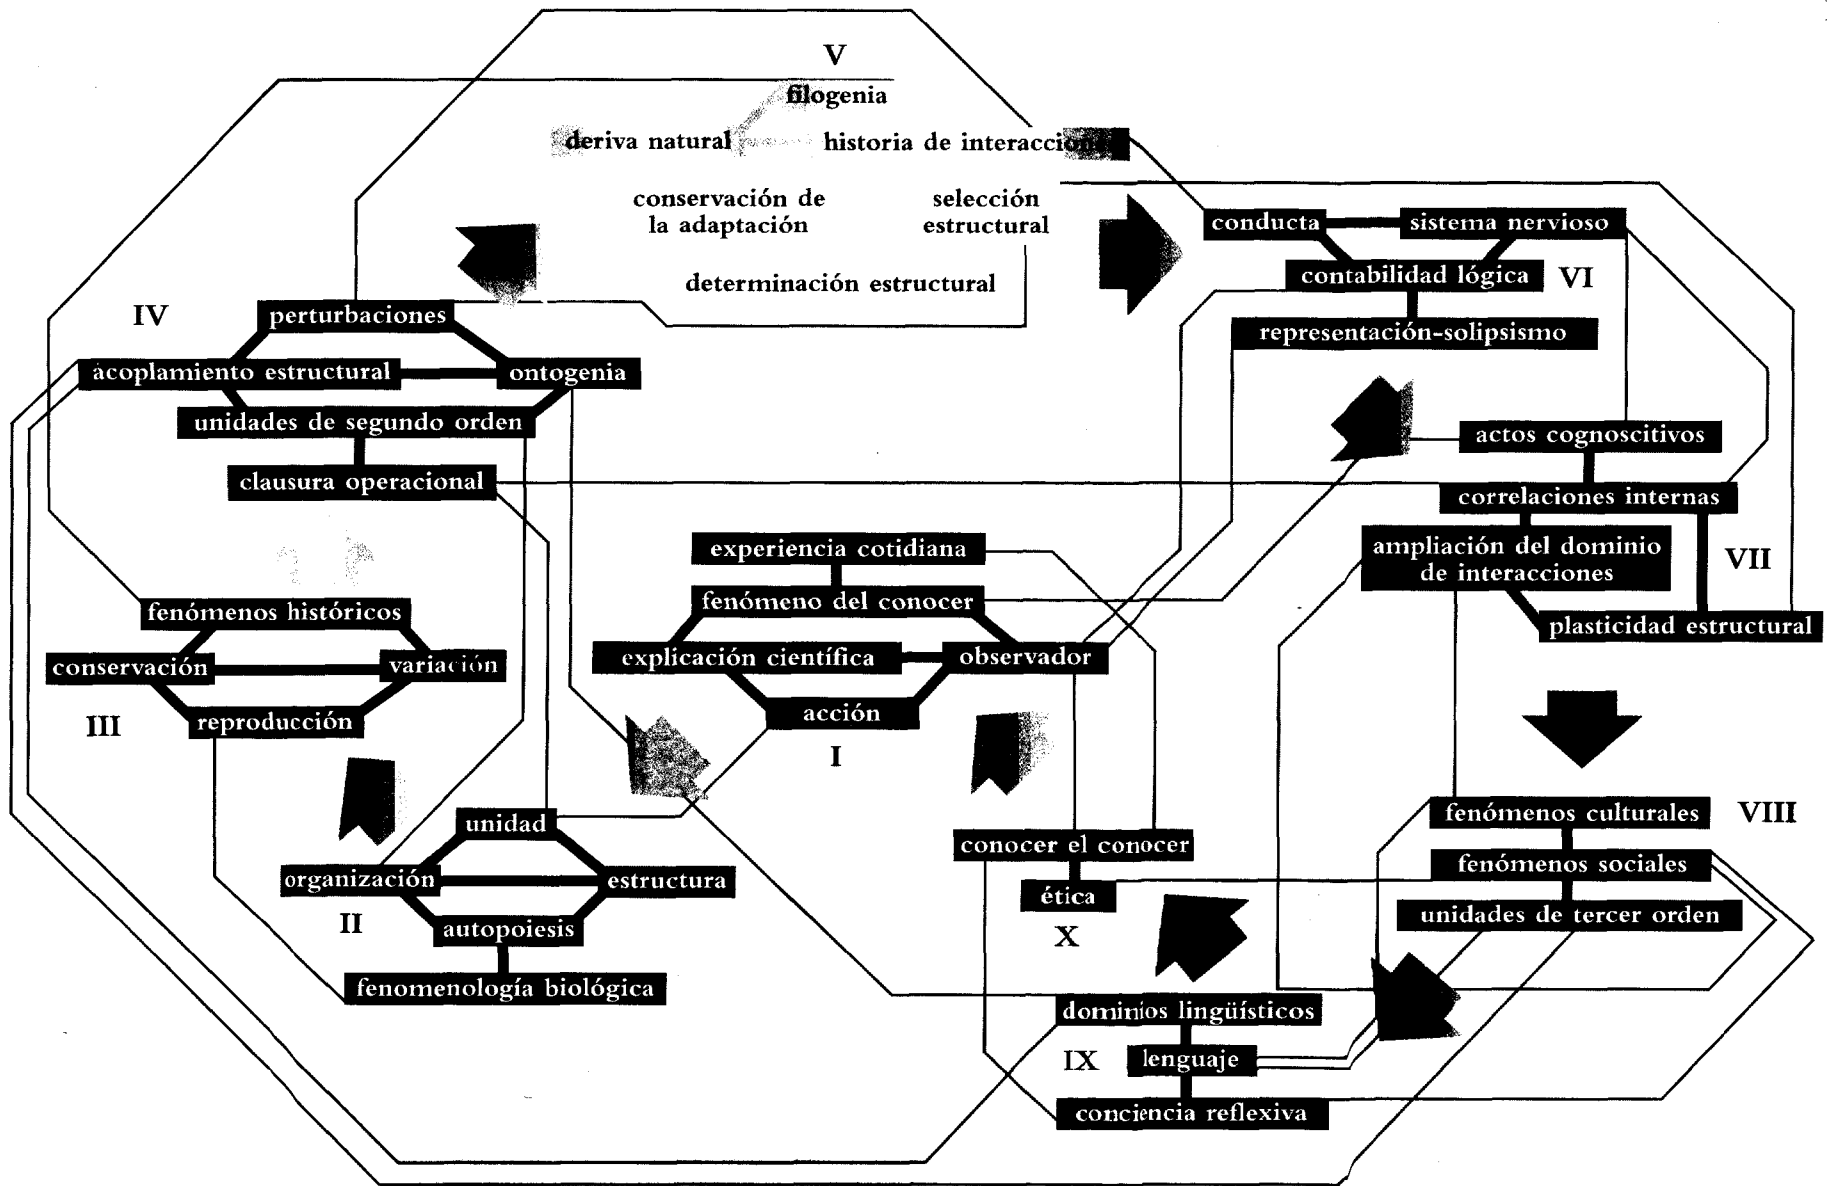 V
filogenia
deriva natural
historia de interacciones
conservación de
la adaptación
selección
estructural
determinación estructural
conducta
sistema nervioso
contabilidad lógica
VI
representación-solipsismo
IV
perturbaciones
acoplamiento estructural
ontogenia
unidades de segundo orden
clausura operacional
actos cognoscitivos
correlaciones internas
ampliación del dominio
de interacciones
VII
plasticidad estructural
experiencia cotidiana
fenómeno del conocer
explicación científica
observador
acción
I
fenómenos históricos
conservación
variación
reproducción
III
unidad
organización
estructura
II
autopoiesis
fenomenología biológica
conocer el conocer
ética
X
fenómenos culturales
VIII
fenómenos sociales
unidades de tercer orden
dominios lingüísticos
IX
lenguaje
conciencia reflexiva